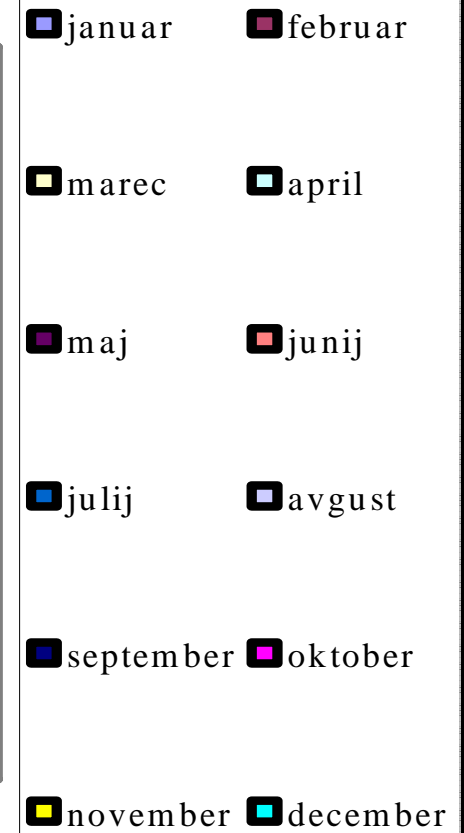 januar februar
marec april
maj junij
julij avgust
september oktober
november december